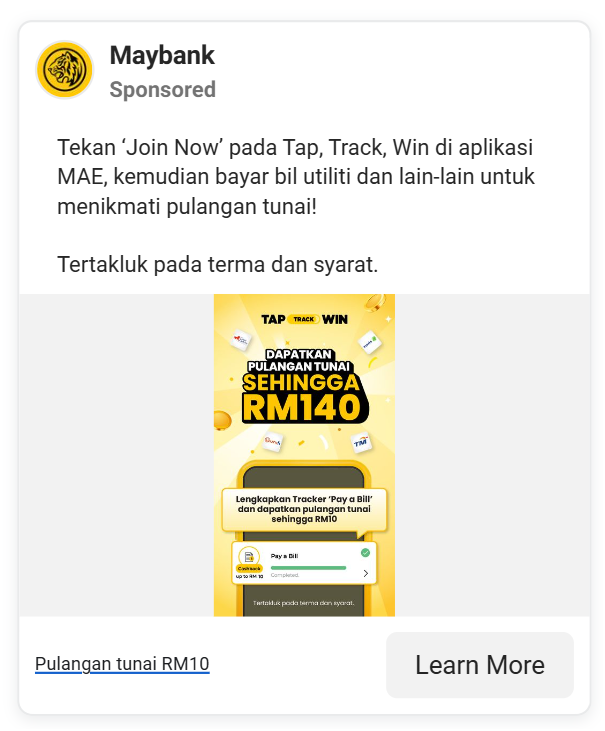 Maybank
Sponsored
Tekan ‘Join Now’ pada Tap, Track, Win di aplikasi
MAE, kemudian bayar bil utiliti dan lain-lain untuk
menikmati pulangan tunai!
Tertakluk pada terma dan syarat.
TAP TRACK WIN
DAPATKAN
PULANGAN TUNAI
SEHINGGA
RM140
TM
Lengkapkan Tracker ‘Pay a Bill’
dan dapatkan pulangan tunai
sehingga RM10
Pay a Bill
Cashback
up to RM 10
Completed.
Tertakluk pada terma dan syarat.
Pulangan tunai RM10
Learn More